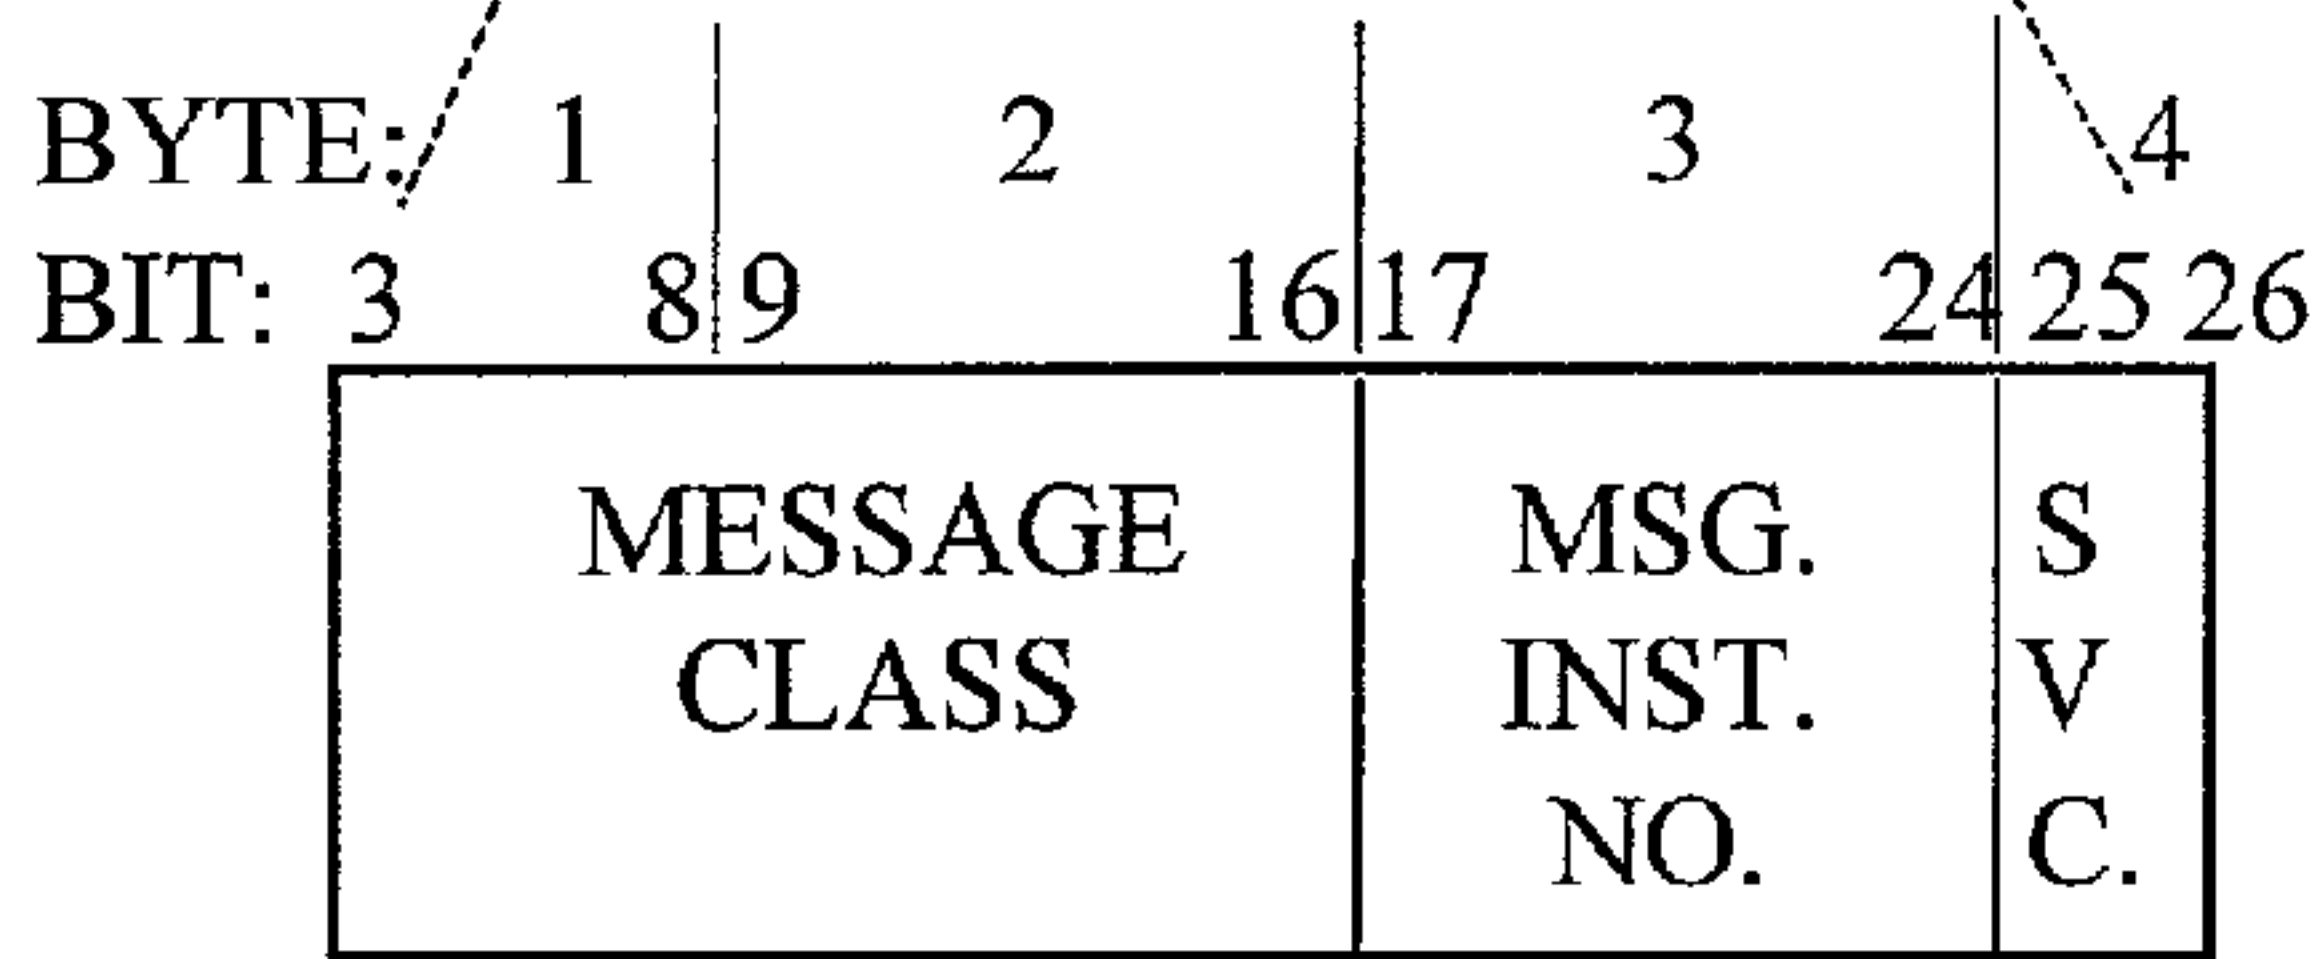 BYTE: 1 2 3 4
BIT: 3 8 9 16 17 24 25 26
MESSAGE MSG. S
CLASS INST. V
NO. C.